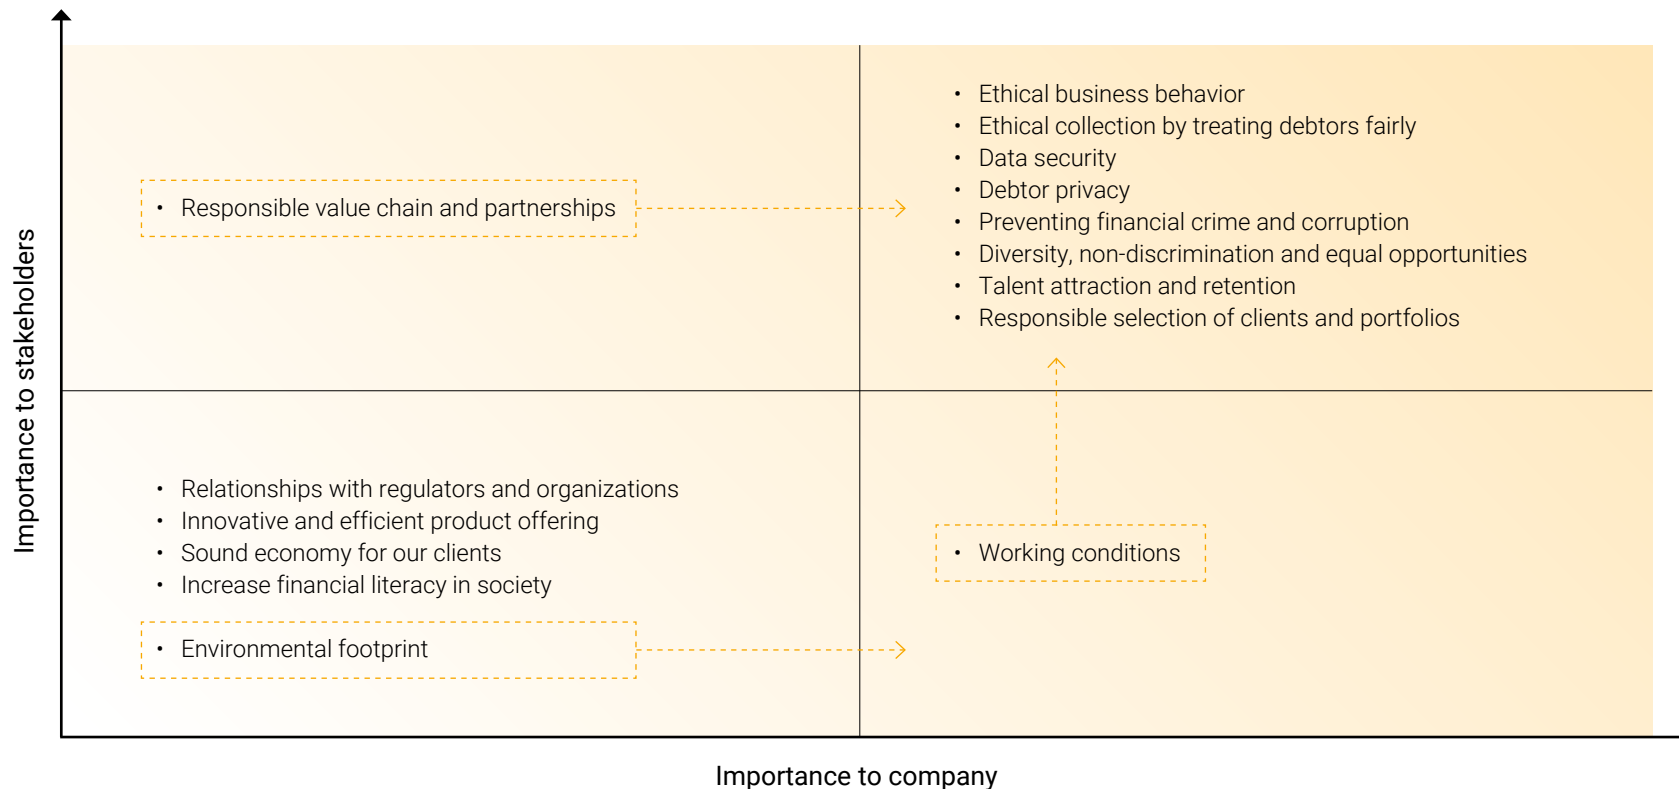 Importance to stakeholders
• Responsible value chain and partnerships
• Ethical business behavior
• Ethical collection by treating debtors fairly
• Data security
• Debtor privacy
• Preventing financial crime and corruption
• Diversity, non-discrimination and equal opportunities
• Talent attraction and retention
• Responsible selection of clients and portfolios
• Relationships with regulators and organizations
• Innovative and efficient product offering
• Sound economy for our clients
• Increase financial literacy in society
• Environmental footprint
• Working conditions
Importance to company